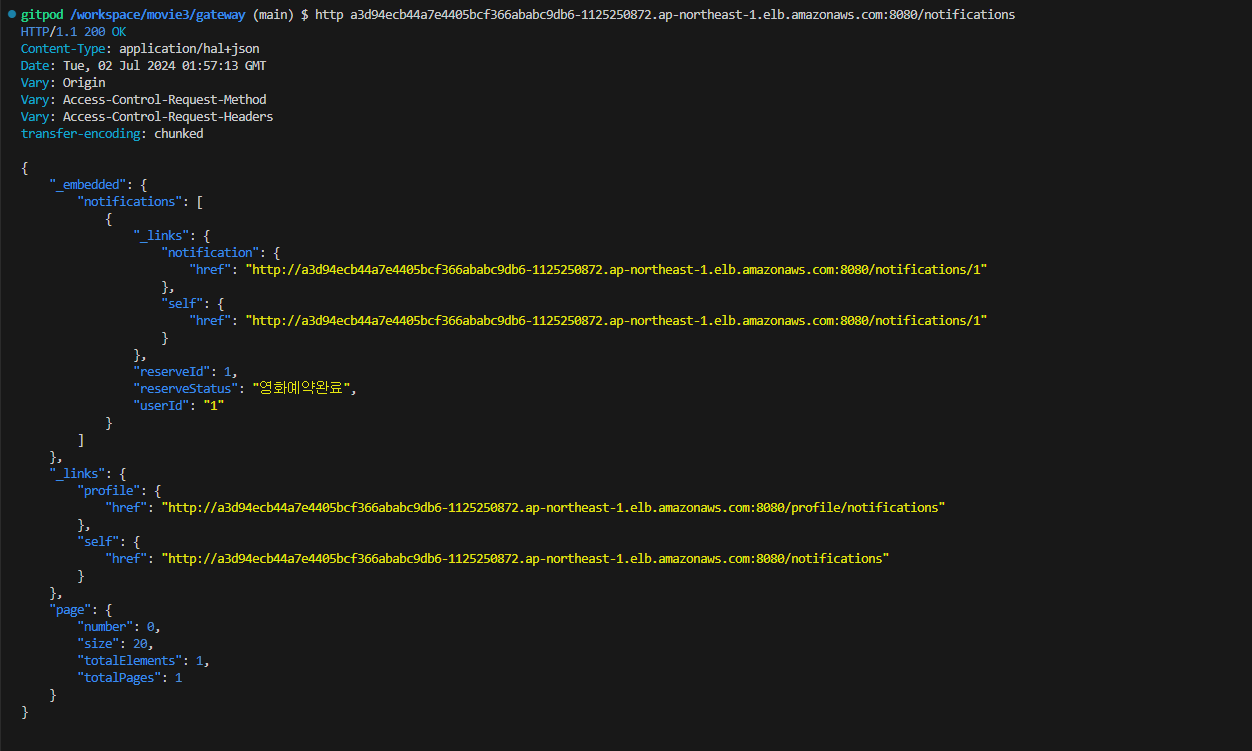 gitpod /workspace/movie3/gateway (main) $ http a3d94ecb44a7e4405bcf366ababc9db6-1125250872.ap-northeast-1.elb.amazonaws.com:8080/notifications
HTTP/1.1 200 OK
Content-Type: application/hal+json
Date: Tue, 02 Jul 2024 01:57:13 GMT
Vary: Origin
Vary: Access-Control-Request-Method
Vary: Access-Control-Request-Headers
transfer-encoding: chunked

{
    "_embedded": {
        "notifications": [
            {
                "_links": {
                    "notification": {
                        "href": "http://a3d94ecb44a7e4405bcf366ababc9db6-1125250872.ap-northeast-1.elb.amazonaws.com:8080/notifications/1"
                    },
                    "self": {
                        "href": "http://a3d94ecb44a7e4405bcf366ababc9db6-1125250872.ap-northeast-1.elb.amazonaws.com:8080/notifications/1"
                    }
                },
                "reserveId": 1,
                "reserveStatus": "영화예약완료",
                "userId": "1"
            }
        ]
    },
    "_links": {
        "profile": {
            "href": "http://a3d94ecb44a7e4405bcf366ababc9db6-1125250872.ap-northeast-1.elb.amazonaws.com:8080/profile/notifications"
        },
        "self": {
            "href": "http://a3d94ecb44a7e4405bcf366ababc9db6-1125250872.ap-northeast-1.elb.amazonaws.com:8080/notifications"
        }
    },
    "page": {
        "number": 0,
        "size": 20,
        "totalElements": 1,
        "totalPages": 1
    }
}